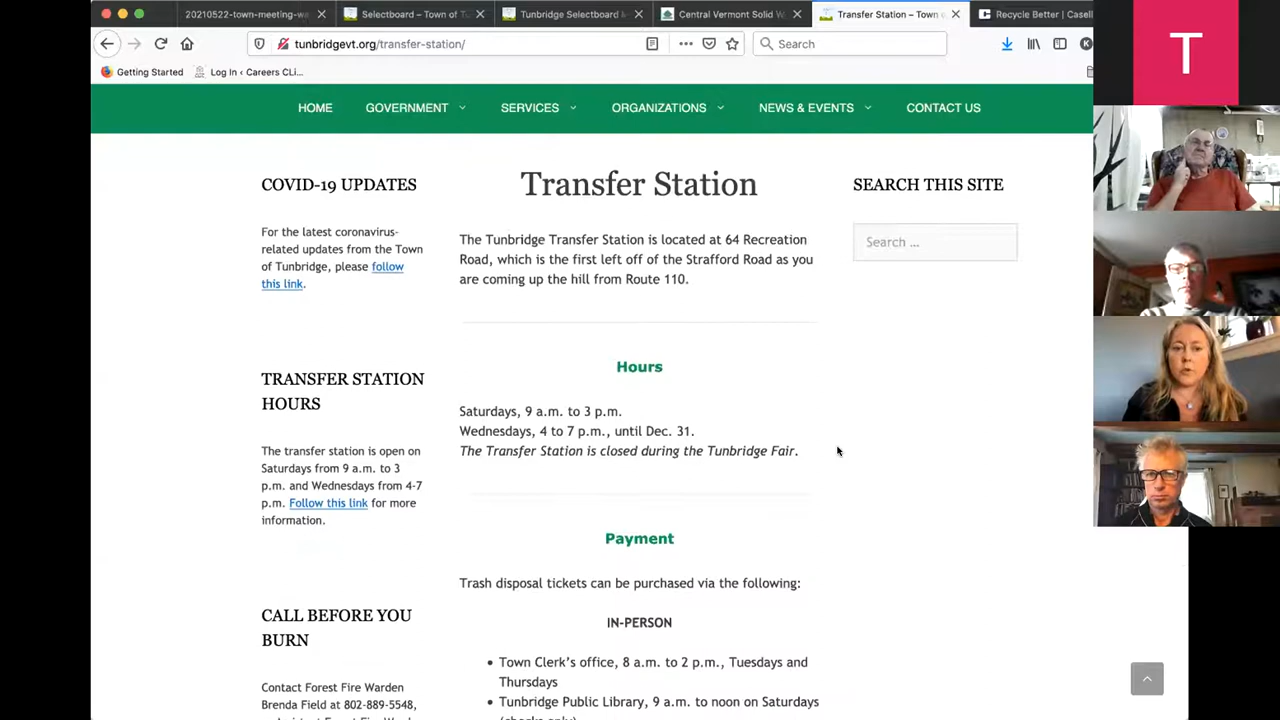 20210522-town-meeting-wa
Selectboard – Town of T
Tunbridge Selectboard M
Central Vermont Solid W
Transfer Station – Town o
Recycle Better | Casell
tunbridgevt.org/transfer-station/
Search
Getting Started
Log In ‹ Careers CLi...
HOME
GOVERNMENT
SERVICES
ORGANIZATIONS
NEWS & EVENTS
CONTACT US
T
COVID-19 UPDATES
For the latest coronavirus-
related updates from the Town
of Tunbridge, please follow
this link.
TRANSFER STATION
HOURS
The transfer station is open on
Saturdays from 9 a.m. to 3
p.m. and Wednesdays from 4-7
p.m. Follow this link for more
information.
CALL BEFORE YOU
BURN
Contact Forest Fire Warden
Brenda Field at 802-889-5548,
Transfer Station
The Tunbridge Transfer Station is located at 64 Recreation
Road, which is the first left off of the Strafford Road as you
are coming up the hill from Route 110.
Hours
Saturdays, 9 a.m. to 3 p.m.
Wednesdays, 4 to 7 p.m., until Dec. 31.
The Transfer Station is closed during the Tunbridge Fair.
Payment
Trash disposal tickets can be purchased via the following:
IN-PERSON
• Town Clerk's office, 8 a.m. to 2 p.m., Tuesdays and
Thursdays
• Tunbridge Public Library, 9 a.m. to noon on Saturdays
(checks only)
SEARCH THIS SITE
Search ...